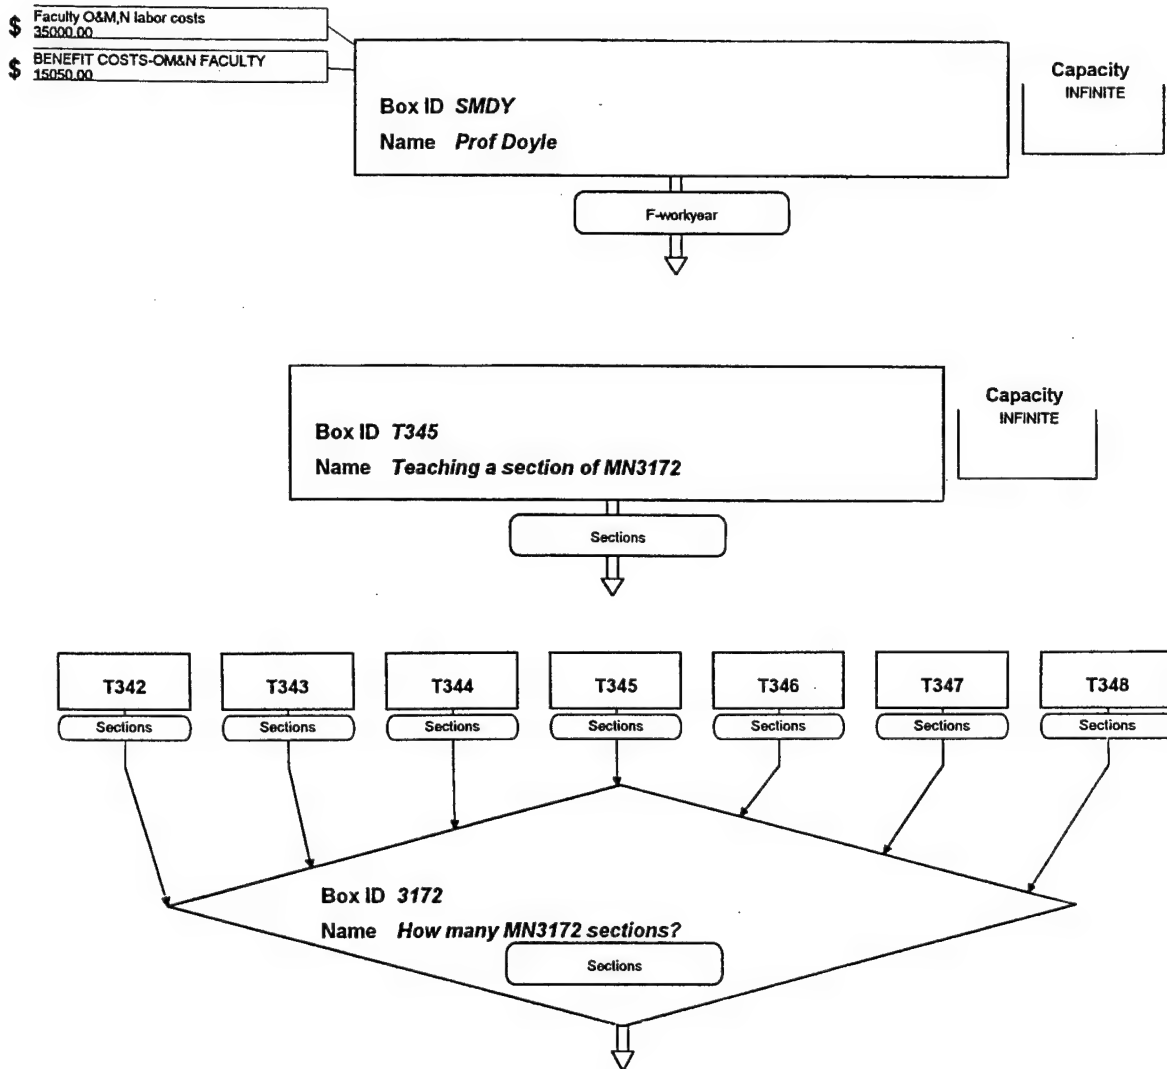 $ Faculty O&M,N labor costs
35000.00
$ BENEFIT COSTS-OM&N FACULTY
15050.00
Box ID SMDY
Name Prof Doyle
Capacity
INFINITE
F-workyear
Box ID T345
Name Teaching a section of MN3172
Capacity
INFINITE
Sections
T342 T343 T344 T345 T346 T347 T348
Sections Sections Sections Sections Sections Sections Sections
Box ID 3172
Name How many MN3172 sections?
Sections